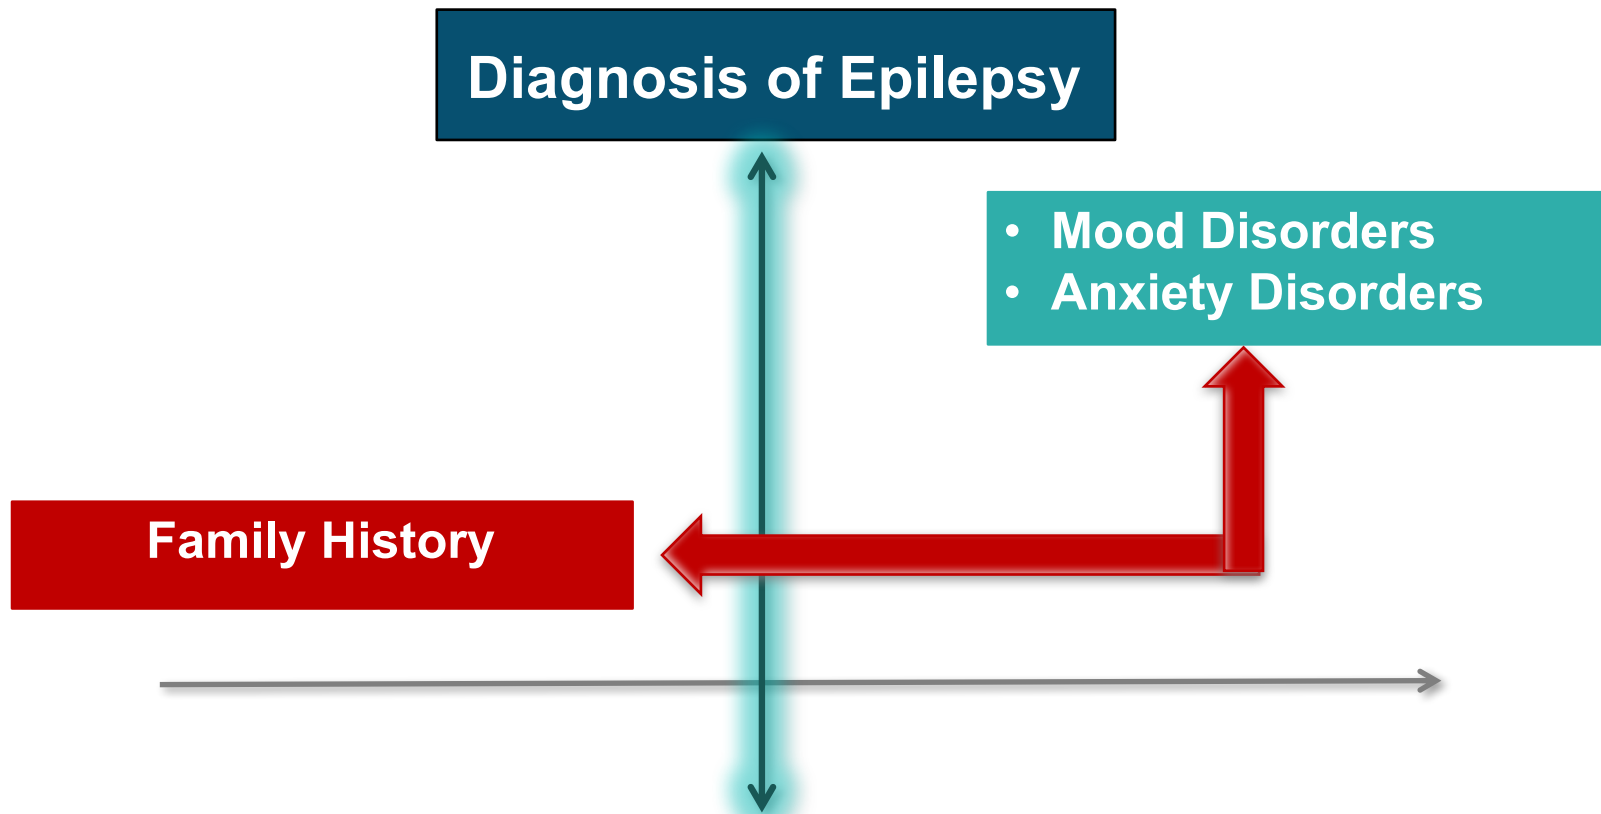 Diagnosis of Epilepsy
• Mood Disorders
• Anxiety Disorders
Family History